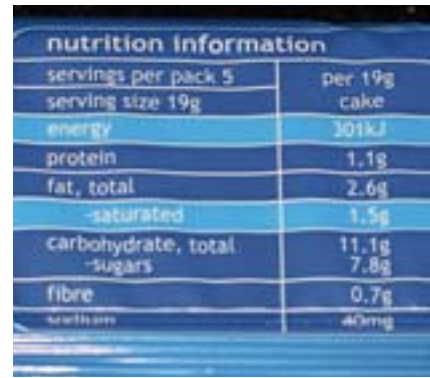 nutrition information
servings per pack 5
serving size 19g
per 19g
cake
energy 301kJ
protein 1.1g
fat, total 2.6g
-saturated 1.5g
carbohydrate, total 11.1g
-sugars 7.8g
fibre 0.7g
sodium 40mg